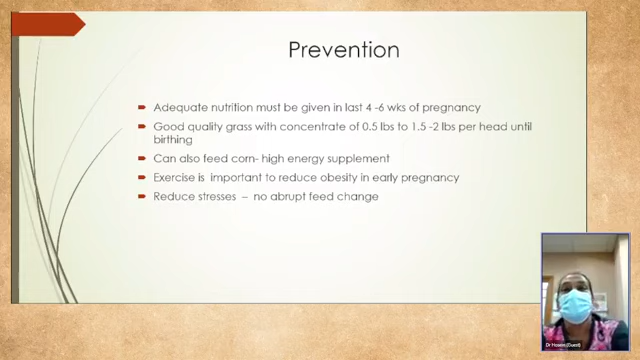 Prevention
Adequate nutrition must be given in last 4 -6 wks of pregnancy
Good quality grass with concentrate of 0.5 lbs to 1.5 -2 lbs per head until
birthing
Can also feed corn- high energy supplement
Exercise is  important to reduce obesity in early pregnancy
Reduce stresses  –  no abrupt feed change
Dr Hosein (Guest)